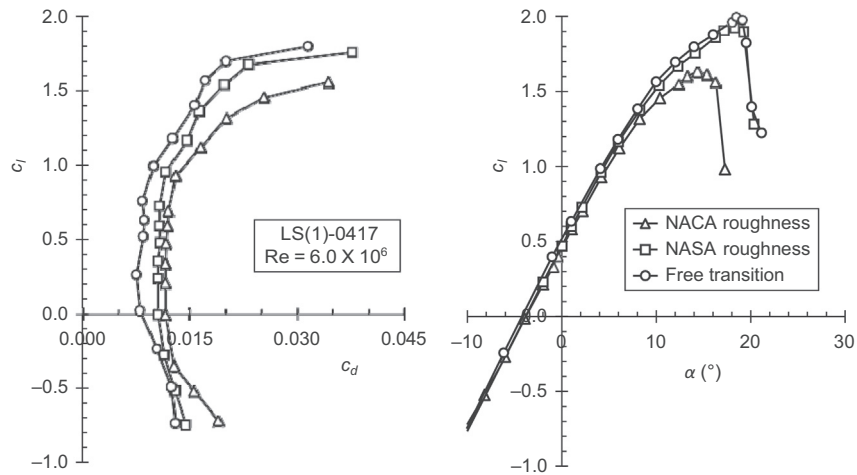 2.0
1.5
1.0
0.5
0.0
−0.5
−1.0
c_l
0.000
0.015
0.030
0.045
c_d
LS(1)-0417
Re = 6.0 X 10⁶
2.0
1.5
1.0
0.5
0.0
−0.5
−1.0
c_l
−10
0
10
20
30
α (°)
NACA roughness
NASA roughness
Free transition